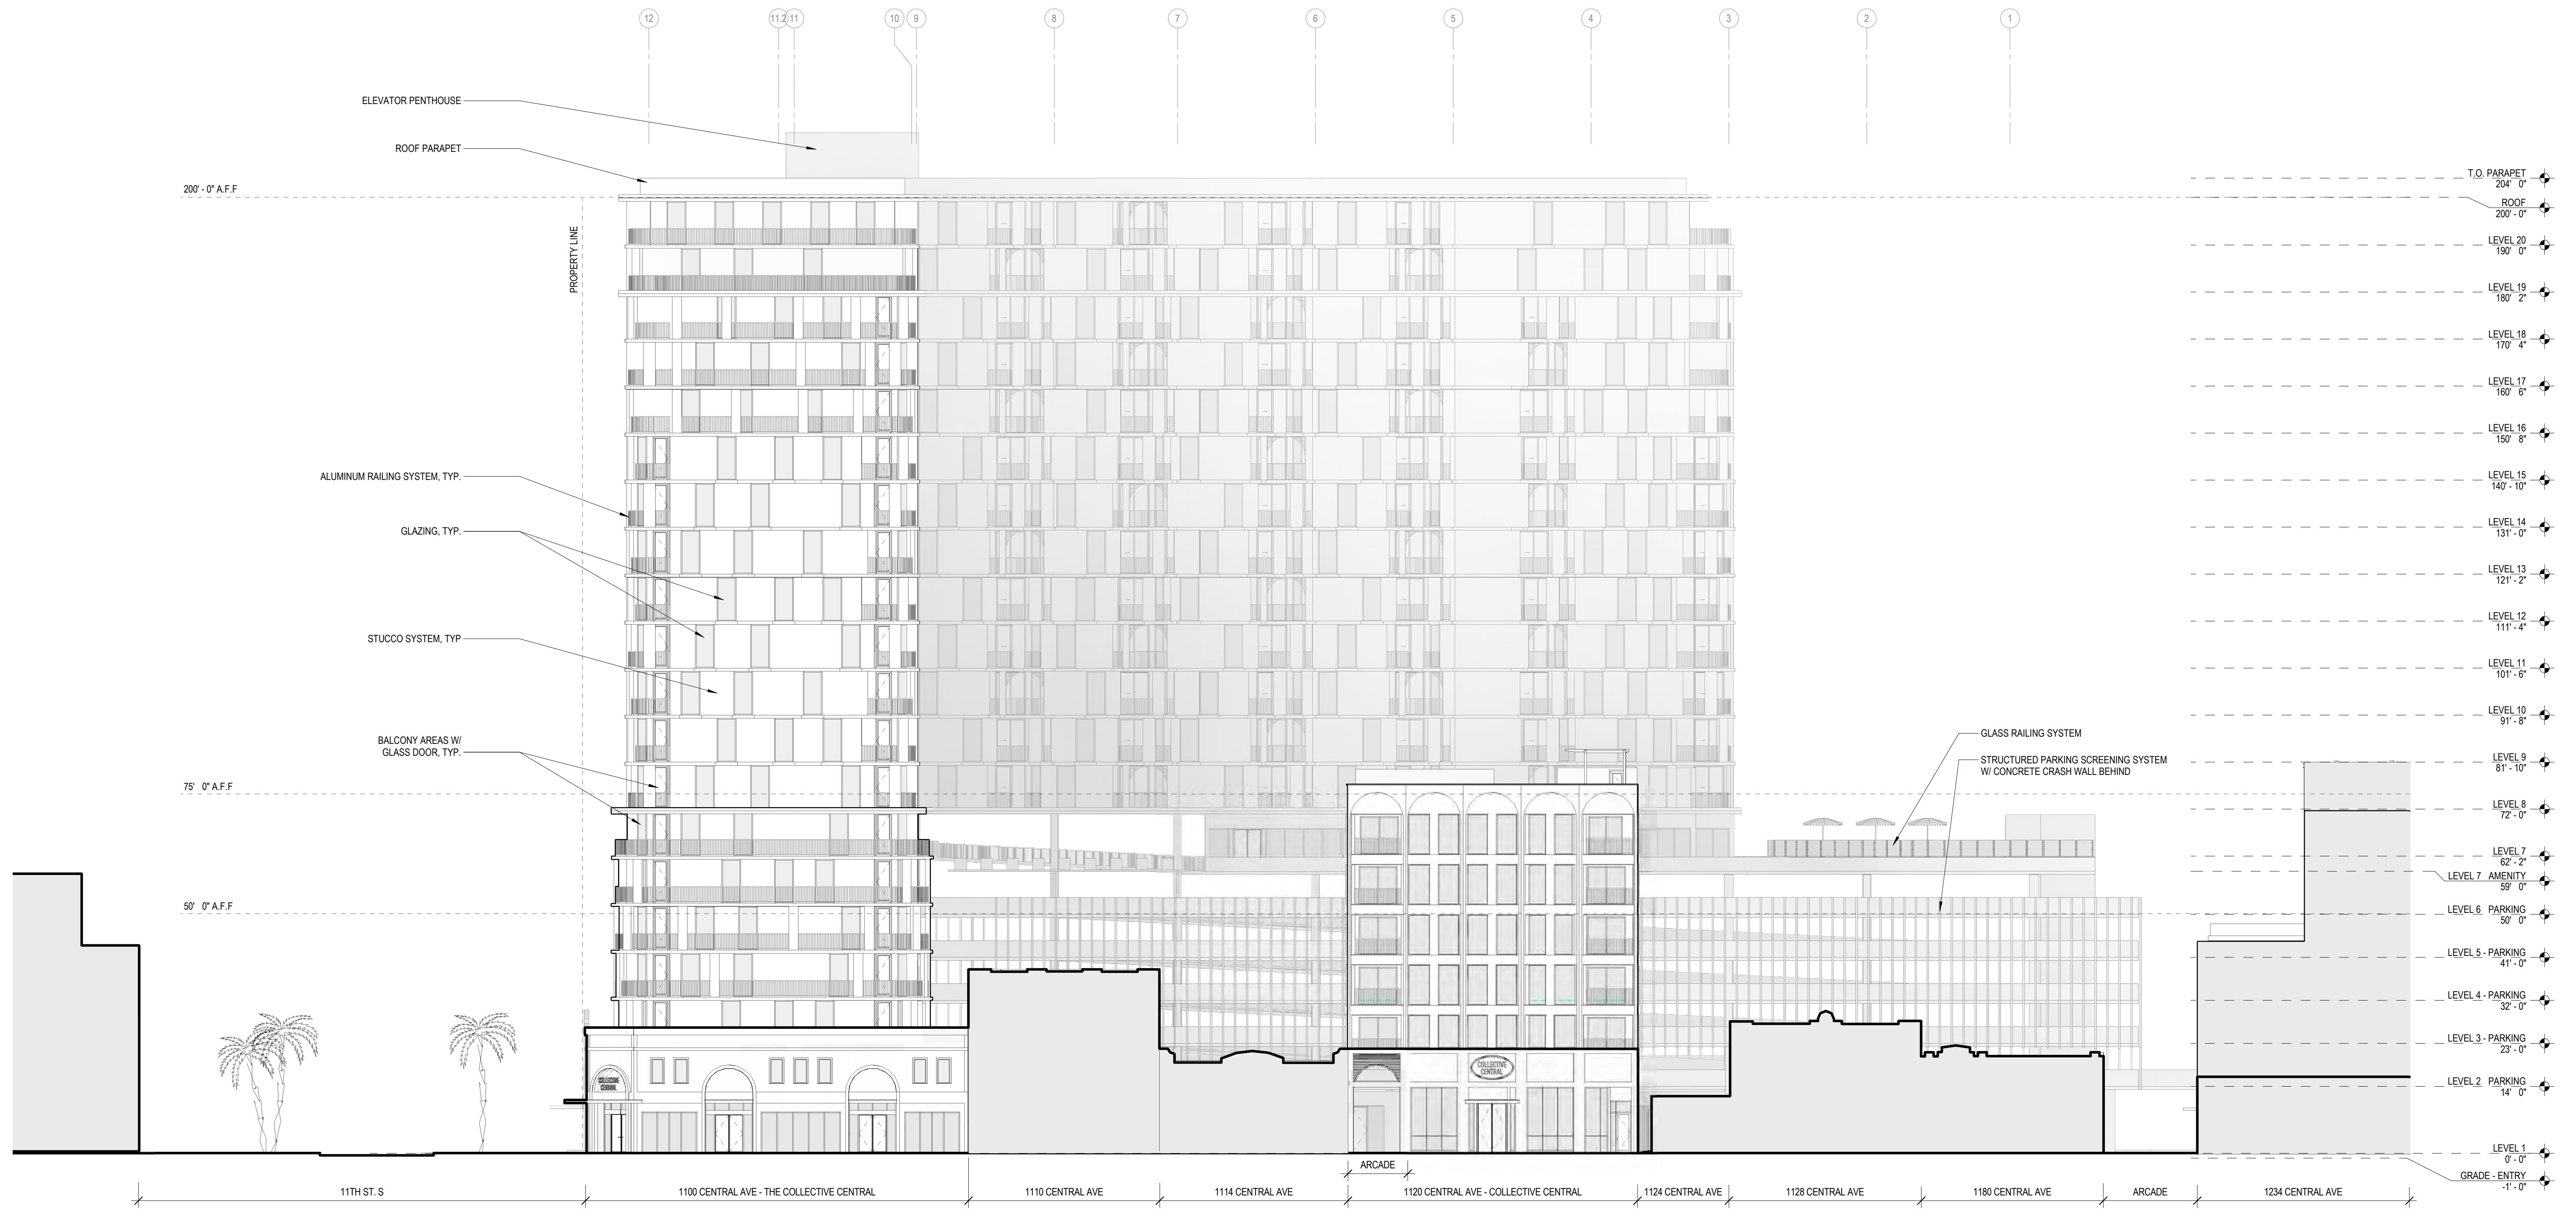 12
11.2
11
10
9
8
7
6
5
4
3
2
1
ELEVATOR PENTHOUSE
ROOF PARAPET
200' - 0" A.F.F
PROPERTY LINE
ALUMINUM RAILING SYSTEM, TYP.
GLAZING, TYP.
STUCCO SYSTEM, TYP
BALCONY AREAS W/
GLASS DOOR, TYP.
75' 0" A.F.F
50' 0" A.F.F
GLASS RAILING SYSTEM
STRUCTURED PARKING SCREENING SYSTEM
W/ CONCRETE CRASH WALL BEHIND
T.O. PARAPET
204' 0"
ROOF
200' - 0"
LEVEL 20
190' 0"
LEVEL 19
180' 2"
LEVEL 18
170' 4"
LEVEL 17
160' 6"
LEVEL 16
150' 8"
LEVEL 15
140' - 10"
LEVEL 14
131' - 0"
LEVEL 13
121' - 2"
LEVEL 12
111' - 4"
LEVEL 11
101' - 6"
LEVEL 10
91' - 8"
LEVEL 9
81' - 10"
LEVEL 8
72' - 0"
LEVEL 7
62' - 2"
LEVEL 7 AMENITY
59' 0"
LEVEL 6 PARKING
50' 0"
LEVEL 5 - PARKING
41' - 0"
LEVEL 4 - PARKING
32' - 0"
LEVEL 3 - PARKING
23' - 0"
LEVEL 2 PARKING
14' 0"
LEVEL 1
0' - 0"
GRADE - ENTRY
-1' - 0"
COLLECTIVE
CENTRAL
COLLECTIVE
CENTRAL
ARCADE
11TH ST. S
1100 CENTRAL AVE - THE COLLECTIVE CENTRAL
1110 CENTRAL AVE
1114 CENTRAL AVE
1120 CENTRAL AVE - COLLECTIVE CENTRAL
1124 CENTRAL AVE
1128 CENTRAL AVE
1180 CENTRAL AVE
ARCADE
1234 CENTRAL AVE